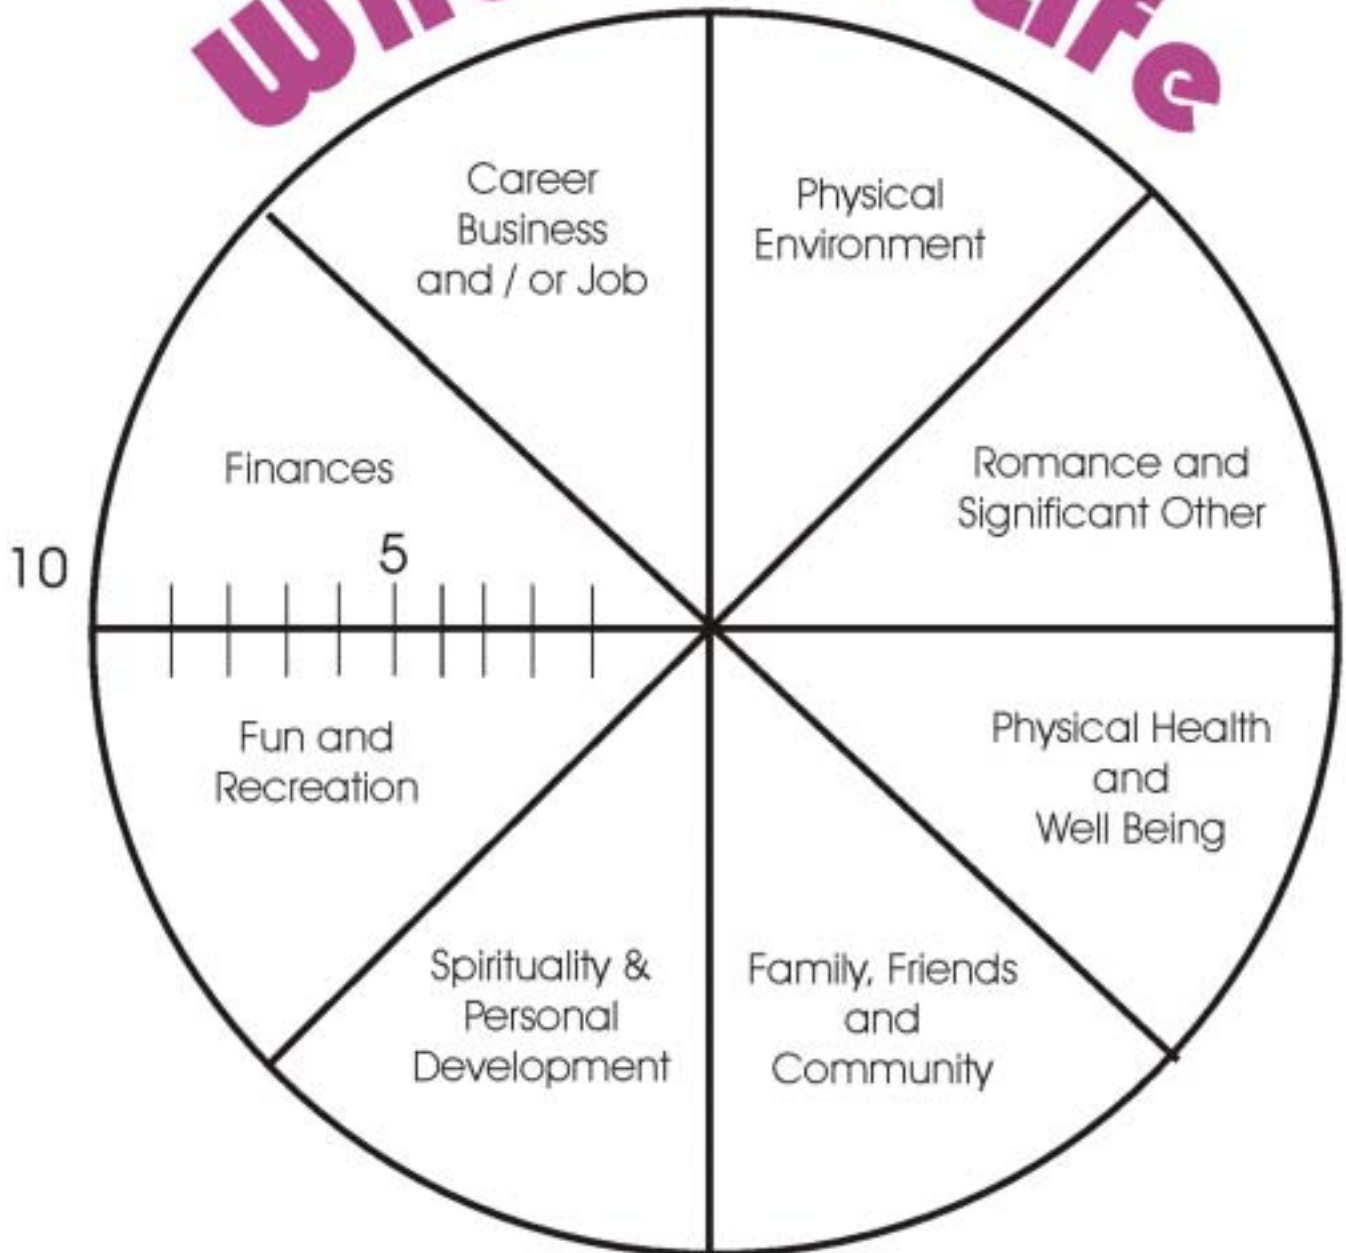 Life
Career
Business
and / or Job
Physical
Environment
Finances
Romance and
Significant Other
10
5
Fun and
Recreation
Physical Health
and
Well Being
Spirituality &
Personal
Development
Family, Friends
and
Community